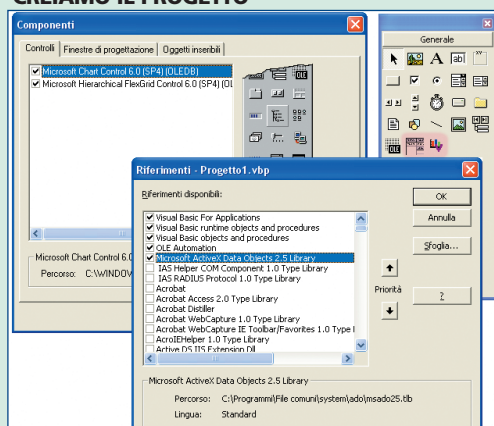 CREIAMO IL PROGETTO
Componenti
Controlli
Finestre di progettazione
Oggetti inseribili
Microsoft Chart Control 6.0 (SP4) (OLEDB)
Microsoft Hierarchical FlexGrid Control 6.0 (SP4) (OL
Microsoft Chart Control 6.0
Percorso: C:\WINDOV
Generale
A
abl
Riferimenti - Progetto1.vbp
Riferimenti disponibili:
Visual Basic For Applications
Visual Basic runtime objects and procedures
Visual Basic objects and procedures
OLE Automation
Microsoft ActiveX Data Objects 2.5 Library
IAS Helper COM Component 1.0 Type Library
IAS RADIUS Protocol 1.0 Type Library
Acrobat
Acrobat Access 2.0 Type Library
Acrobat Distiller
Acrobat WebCapture 1.0 Type Library
Acrobat WebCapture IE Toolbar/Favorites 1.0 Type l
AcroIEHelper 1.0 Type Library
Active DS IIS Extension Dll
OK
Annulla
Sfoglia...
Priorità
?
Microsoft ActiveX Data Objects 2.5 Library
Percorso: C:\Programmi\File comuni\system\ado\msado25.tlb
Lingua: Standard